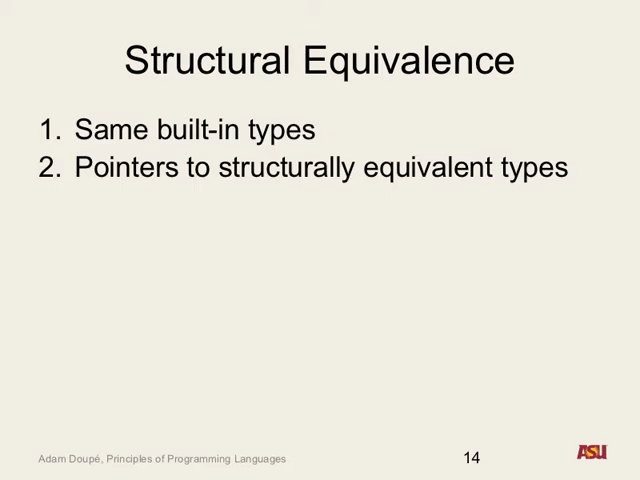 Structural Equivalence
1. Same built-in types
2. Pointers to structurally equivalent types
Adam Doupé, Principles of Programming Languages
14
ASU